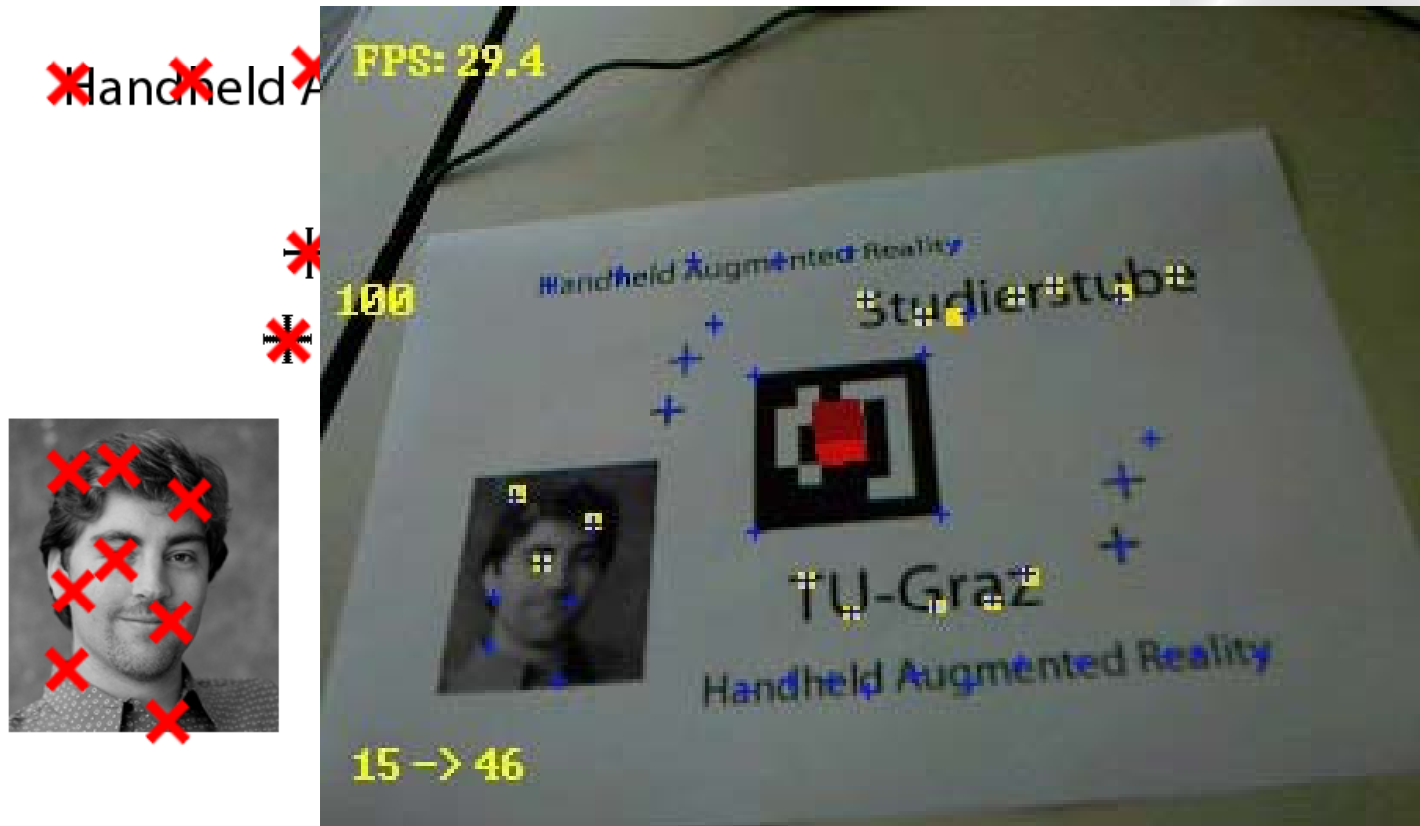 Handheld A
FPS: 29.4
Handheld Augmented Reality
Studierstube
100
TU-Graz
Handheld Augmented Reality
15 -> 46